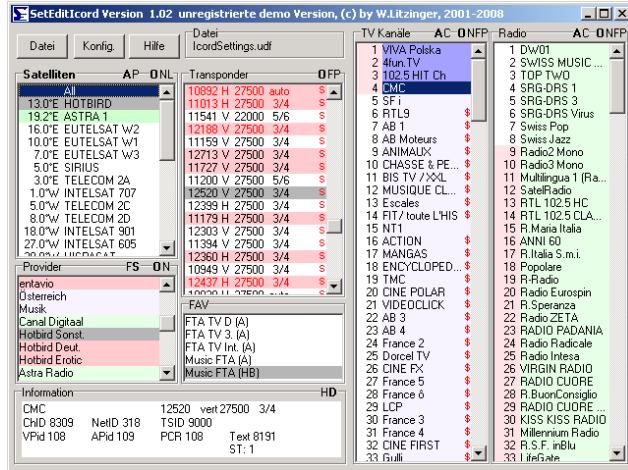 SetEditIcord Version 1.02 unregistrierte demo Version, (c) by W.Litzinger, 2001-2008
Datei Konfig. Hilfe
Datei
IcordSettings.udf
Satelliten A P O N L
All
13.0°E HOTBIRD
19.2°E ASTRA 1
16.0°E EUTELSAT W2
10.0°E EUTELSAT W1
7.0°E EUTELSAT W3
5.0°E SIRIUS
3.0°E TELECOM 2A
1.0°W INTELSAT 707
5.0°W TELECOM 2C
8.0°W TELECOM 2D
18.0°W INTELSAT 901
27.0°W INTELSAT 605
Transponder O F P
10892 H 27500 auto S
11013 H 27500 3/4 S
11541 V 22000 5/6 S
12188 V 27500 3/4 S
11159 V 27500 3/4 S
12713 V 27500 3/4 S
11727 V 27500 3/4 S
11200 V 27500 5/6 S
12520 V 27500 3/4 S
12399 H 27500 3/4 S
11179 H 27500 3/4 S
12303 V 27500 3/4 S
11394 V 27500 3/4 S
12360 H 27500 3/4 S
10949 V 27500 3/4 S
12437 H 27500 3/4 S
Provider F S O N
entavio
Österreich
Musik
Canal Digitaal
Hotbird Sonst.
Hotbird Deut.
Hotbird Erotic
Astra Radio
FAV
FTA TV D (A)
FTA TV 3. (A)
FTA TV Int. (A)
Music FTA (A)
Music FTA (HB)
Information HD
CMC 12520 vert 27500 3/4
ChID 8309 NetID 318 TSID 9000
VPid 108 APid 109 PCR 108 Text 8191
ST: 1
TV Kanäle A C O N F P
1 VIVA Polska
2 4fun.TV
3 102.5 HIT Ch
4 CMC
5 SF i
6 RTL9 $
7 AB 1 $
8 AB Moteurs $
9 ANIMAUX $
10 CHASSE & PE... $
11 BIS TV /XXL $
12 MUSIQUE CL... $
13 Escales $
14 FIT/ toute L'HIS $
15 NT1
16 ACTION $
17 MANGAS $
18 ENCYCLOPED... $
19 TMC $
20 CINE POLAR $
21 VIDEOCLICK $
22 AB 3 $
23 AB 4 $
24 France 2 $
25 Dorcel TV $
26 CINE FX $
27 France 5 $
28 France ô $
29 LCP $
30 France 3 $
31 France 4 $
32 CINE FIRST $
33 Gulli $
Radio A C O N F P
1 DW01
2 SWISS MUSIC ...
3 TOP TWO
4 SRG-DRS 1
5 SRG-DRS 3
6 SRG-DRS Virus
7 Swiss Pop
8 Swiss Jazz
9 Radio2 Mono
10 Radio3 Mono
11 Multilingua 1 (Ra...
12 SatelRadio
13 RTL 102.5 HC
14 RTL 102.5 CLA...
15 R.Maria Italia
16 ANNI 60
17 R.Italia S.m.i.
18 Popolare
19 R-Radio
20 Radio Eurospin
21 R.Speranza
22 Radio ZETA
23 RADIO PADANIA
24 Radio Radicale
25 Radio Intesa
26 VIRGIN RADIO
27 RADIO CUORE
28 R.BuonConsiglio
29 RADIO CUORE ...
30 KISS KISS RADIO
31 Millennium Radio
32 R.S.F. inBlu
33 LifeGate